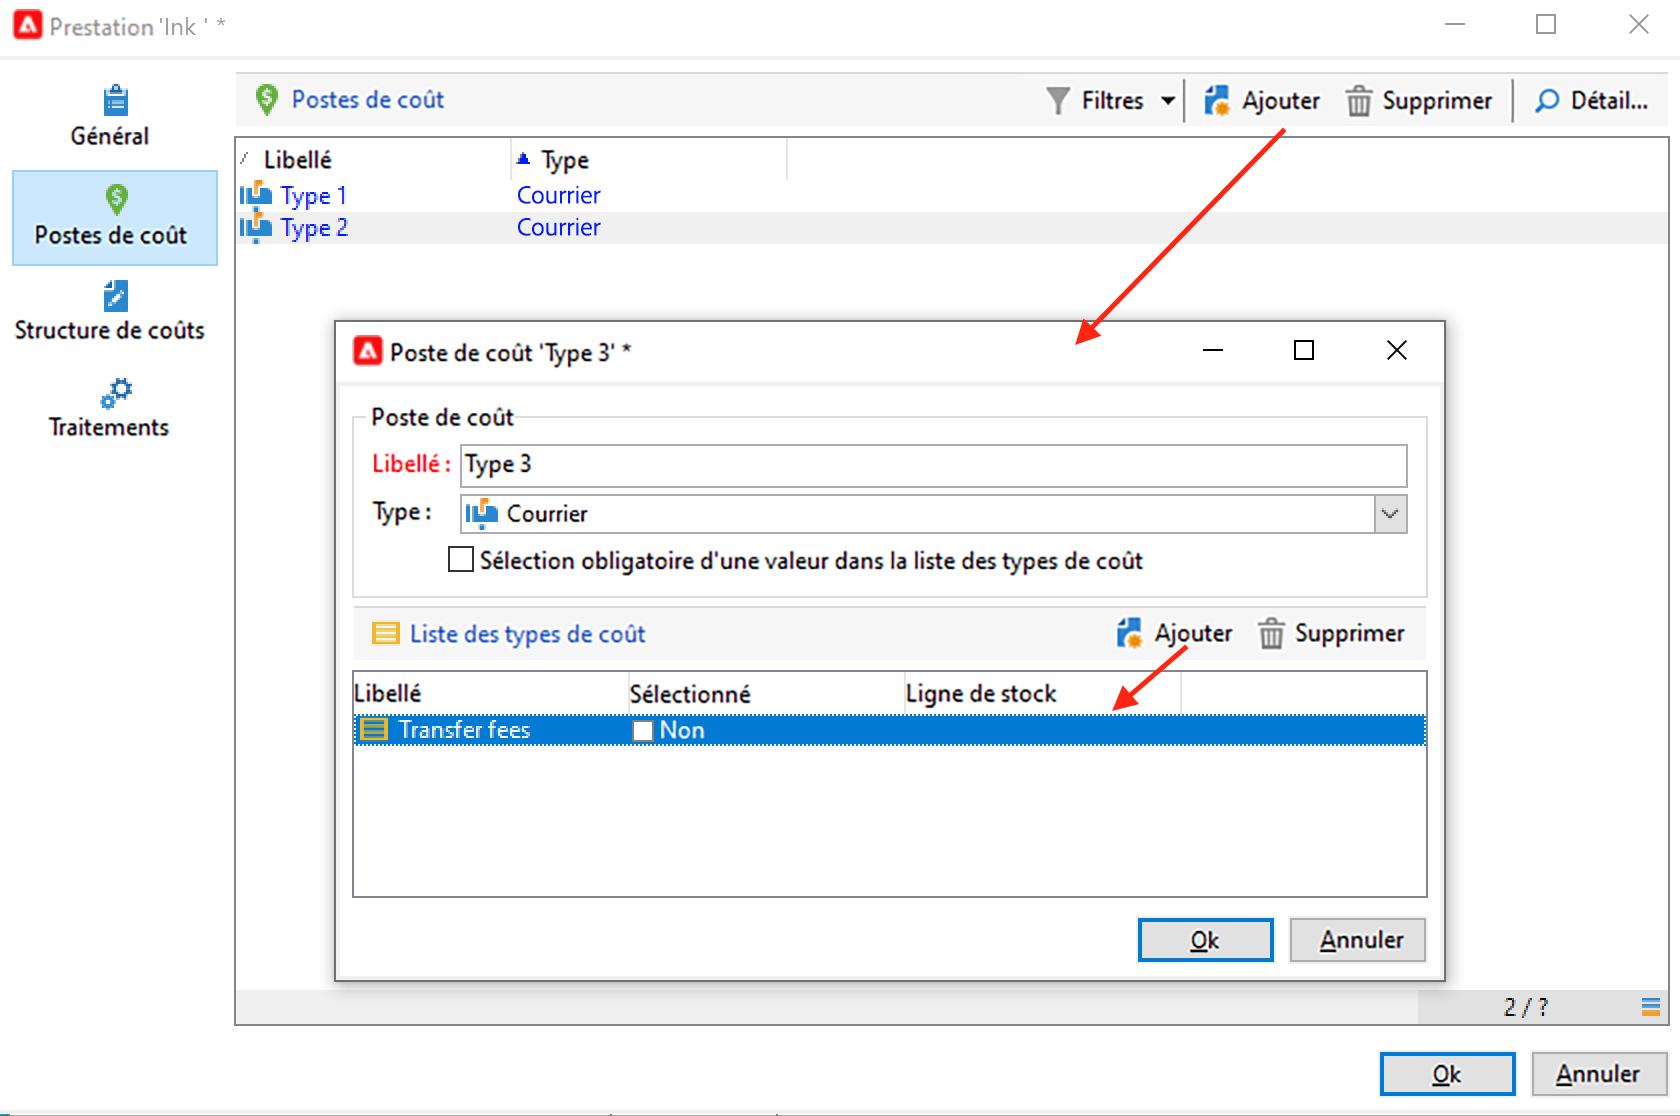 Prestation 'Ink ' *
Général
Postes de coût
Structure de coûts
Traitements
Postes de coût
Filtres Ajouter Supprimer Détail...
Libellé Type
Type 1 Courrier
Type 2 Courrier
Poste de coût 'Type 3' *
Poste de coût
Libellé : Type 3
Type : Courrier
Sélection obligatoire d'une valeur dans la liste des types de coût
Liste des types de coût Ajouter Supprimer
Libellé Sélectionné Ligne de stock
Transfer fees Non
Ok Annuler
2 / ?
Ok Annuler